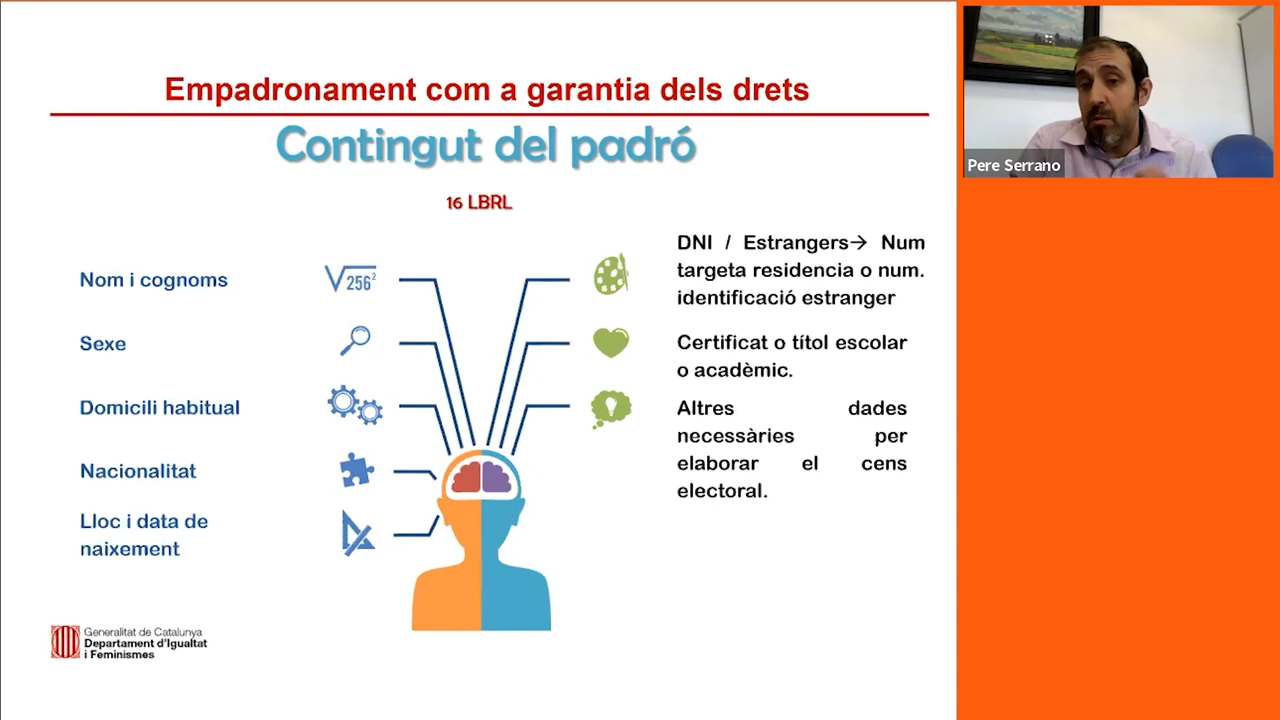 Empadronament com a garantia dels drets
Contingut del padró
16 LBRL
Nom i cognoms
Sexe
Domicili habitual
Nacionalitat
Lloc i data de
naixement
√256²
DNI / Estrangers→ Num
targeta residencia o num.
identificació estranger
Certificat o títol escolar
o acadèmic.
Altres dades
necessàries per
elaborar el cens
electoral.
Generalitat de Catalunya
Departament d'Igualtat
i Feminismes
Pere Serrano